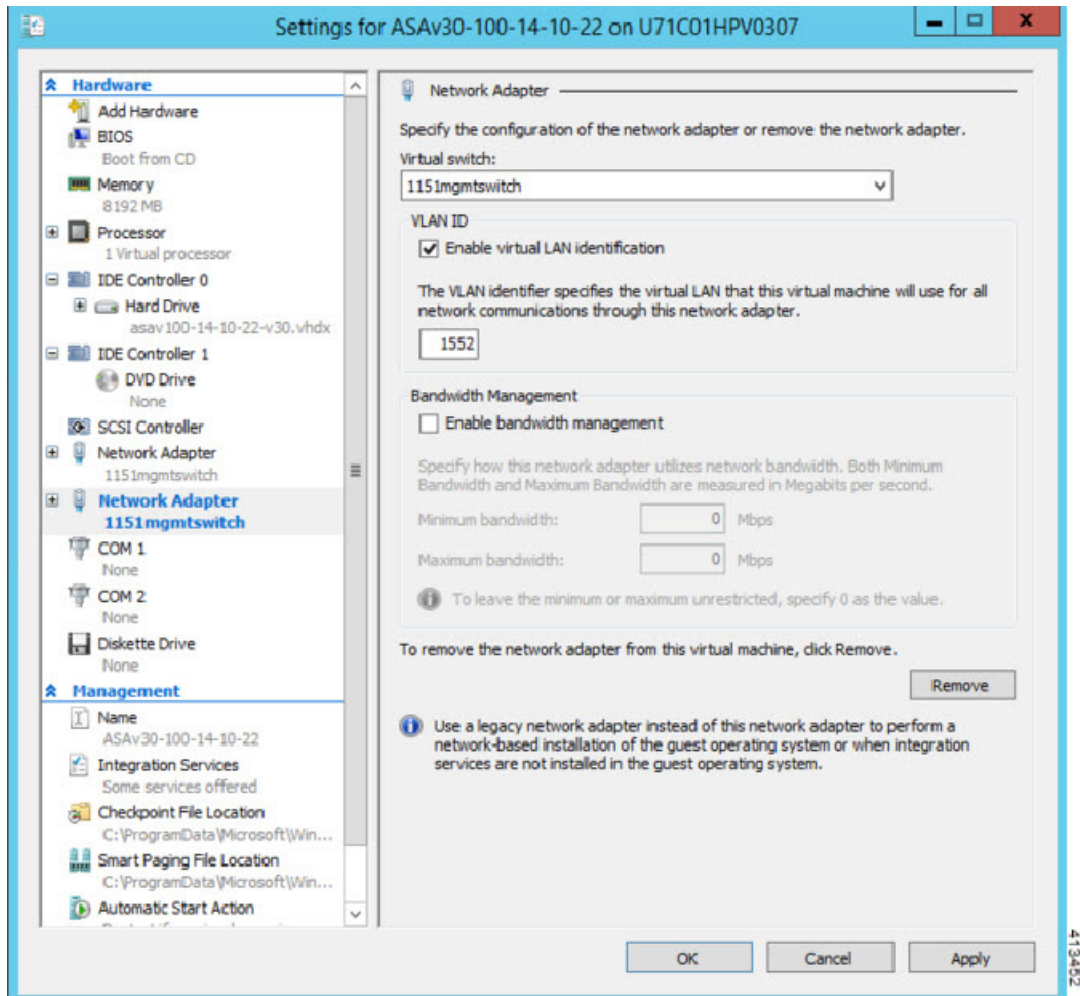 Settings for ASAv30-100-14-10-22 on U71C01HPV0307
Hardware
Add Hardware
BIOS
Boot from CD
Memory
8192 MB
Processor
1 Virtual processor
IDE Controller 0
Hard Drive
asav100-14-10-22-v30.vhdx
IDE Controller 1
DVD Drive
None
SCSI Controller
Network Adapter
1151mgmtswitch
Network Adapter
1151mgmtswitch
COM 1
None
COM 2
None
Diskette Drive
None
Management
Name
ASAv30-100-14-10-22
Integration Services
Some services offered
Checkpoint File Location
C:\ProgramData\Microsoft\Win...
Smart Paging File Location
C:\ProgramData\Microsoft\Win...
Automatic Start Action
Network Adapter
Specify the configuration of the network adapter or remove the network adapter.
Virtual switch:
1151mgmtswitch
VLAN ID
Enable virtual LAN identification
The VLAN identifier specifies the virtual LAN that this virtual machine will use for all
network communications through this network adapter.
1552
Bandwidth Management
Enable bandwidth management
Specify how this network adapter utilizes network bandwidth. Both Minimum
Bandwidth and Maximum Bandwidth are measured in Megabits per second.
Minimum bandwidth: 0 Mbps
Maximum bandwidth: 0 Mbps
To leave the minimum or maximum unrestricted, specify 0 as the value.
To remove the network adapter from this virtual machine, click Remove.
Remove
Use a legacy network adapter instead of this network adapter to perform a
network-based installation of the guest operating system or when integration
services are not installed in the guest operating system.
OK Cancel Apply
413452